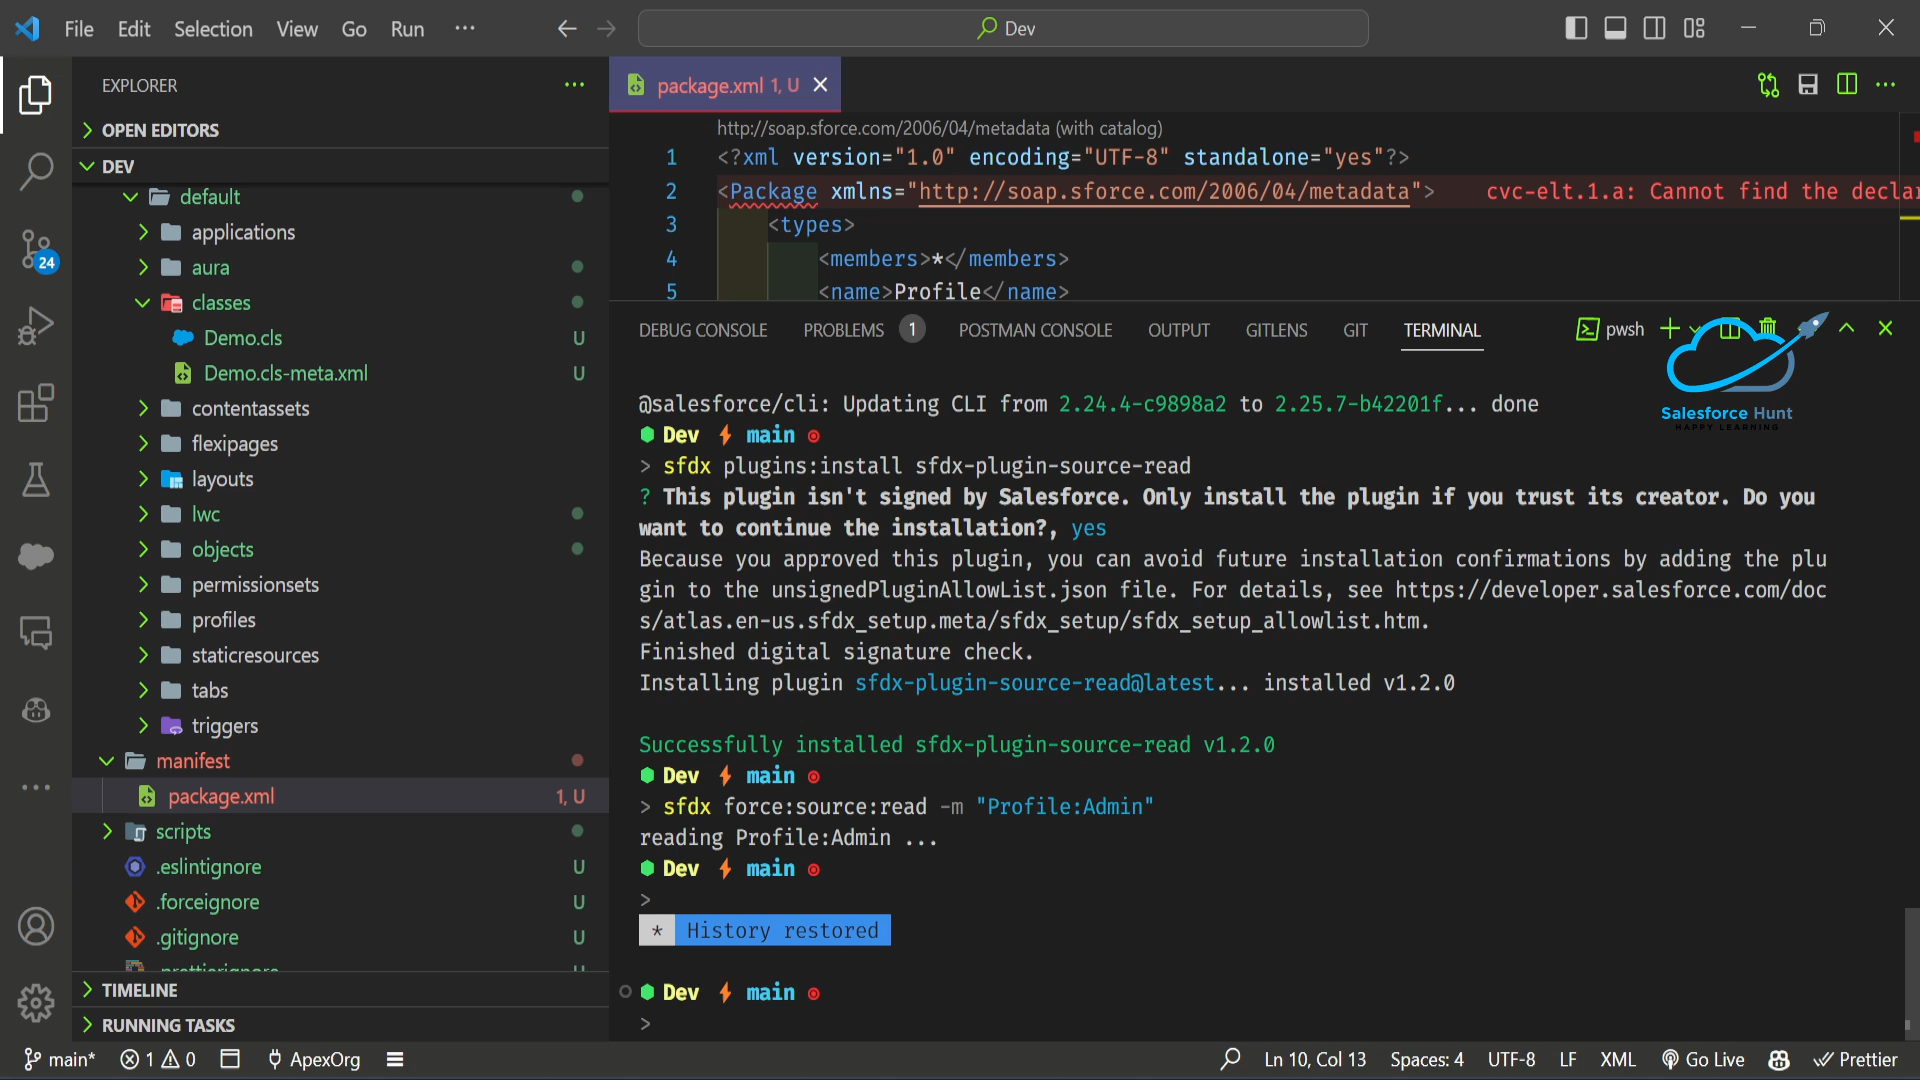 File Edit Selection View Go Run ··· Dev
EXPLORER
OPEN EDITORS
DEV
default
applications
aura
classes
Demo.cls U
Demo.cls-meta.xml U
contentassets
flexipages
layouts
lwc
objects
permissionsets
profiles
staticresources
tabs
triggers
manifest
package.xml 1, U
scripts
.eslintignore U
.forceignore U
.gitignore U
.prettierignore U
TIMELINE
RUNNING TASKS
24
package.xml 1, U
http://soap.sforce.com/2006/04/metadata (with catalog)
1 <?xml version="1.0" encoding="UTF-8" standalone="yes"?>
2 <Package xmlns="http://soap.sforce.com/2006/04/metadata"> cvc-elt.1.a: Cannot find the declar
3 <types>
4 <members>*</members>
5 <name>Profile</name>
DEBUG CONSOLE PROBLEMS 1 POSTMAN CONSOLE OUTPUT GITLENS GIT TERMINAL pwsh
Salesforce Hunt
HAPPY LEARNING
@salesforce/cli: Updating CLI from 2.24.4-c9898a2 to 2.25.7-b42201f... done
Dev main
> sfdx plugins:install sfdx-plugin-source-read
? This plugin isn't signed by Salesforce. Only install the plugin if you trust its creator. Do you
want to continue the installation?, yes
Because you approved this plugin, you can avoid future installation confirmations by adding the plu
gin to the unsignedPluginAllowList.json file. For details, see https://developer.salesforce.com/doc
s/atlas.en-us.sfdx_setup.meta/sfdx_setup/sfdx_setup_allowlist.htm.
Finished digital signature check.
Installing plugin sfdx-plugin-source-read@latest... installed v1.2.0
Successfully installed sfdx-plugin-source-read v1.2.0
Dev main
> sfdx force:source:read -m "Profile:Admin"
reading Profile:Admin ...
Dev main
>
* History restored
Dev main
>
main* 1 0 ApexOrg Ln 10, Col 13 Spaces: 4 UTF-8 LF XML Go Live Prettier